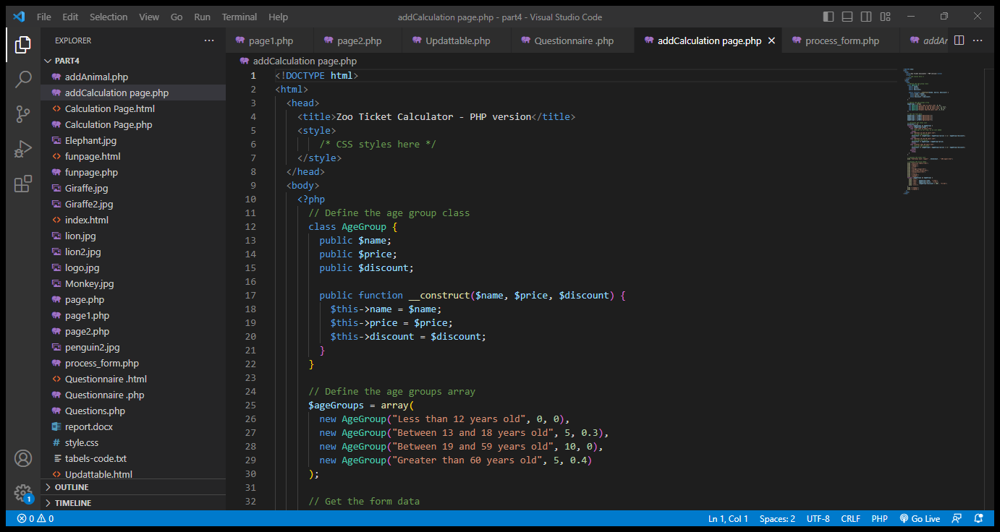 File Edit Selection View Go Run Terminal Help addCalculation page.php - part4 - Visual Studio Code
EXPLORER
PART4
addAnimal.php
addCalculation page.php
Calculation Page.html
Calculation Page.php
Elephant.jpg
funpage.html
funpage.php
Giraffe.jpg
Giraffe2.jpg
index.html
lion.jpg
lion2.jpg
logo.jpg
Monkey.jpg
page.php
page1.php
page2.php
penguin2.jpg
process_form.php
Questionnaire .html
Questionnaire .php
Questions.php
report.docx
style.css
tabels-code.txt
Updattable.html
OUTLINE
TIMELINE
page1.php page2.php Updattable.php Questionnaire .php addCalculation page.php process_form.php addAr
addCalculation page.php
1 <!DOCTYPE html>
2 <html>
3 <head>
4 <title>Zoo Ticket Calculator - PHP version</title>
5 <style>
6 /* CSS styles here */
7 </style>
8 </head>
9 <body>
10 <?php
11 // Define the age group class
12 class AgeGroup {
13 public $name;
14 public $price;
15 public $discount;
16
17 public function __construct($name, $price, $discount) {
18 $this->name = $name;
19 $this->price = $price;
20 $this->discount = $discount;
21 }
22 }
23
24 // Define the age groups array
25 $ageGroups = array(
26 new AgeGroup("Less than 12 years old", 0, 0),
27 new AgeGroup("Between 13 and 18 years old", 5, 0.3),
28 new AgeGroup("Between 19 and 59 years old", 10, 0),
29 new AgeGroup("Greater than 60 years old", 5, 0.4)
30 );
31
32 // Get the form data
1
0 0 Ln 1, Col 1 Spaces: 2 UTF-8 CRLF PHP Go Live